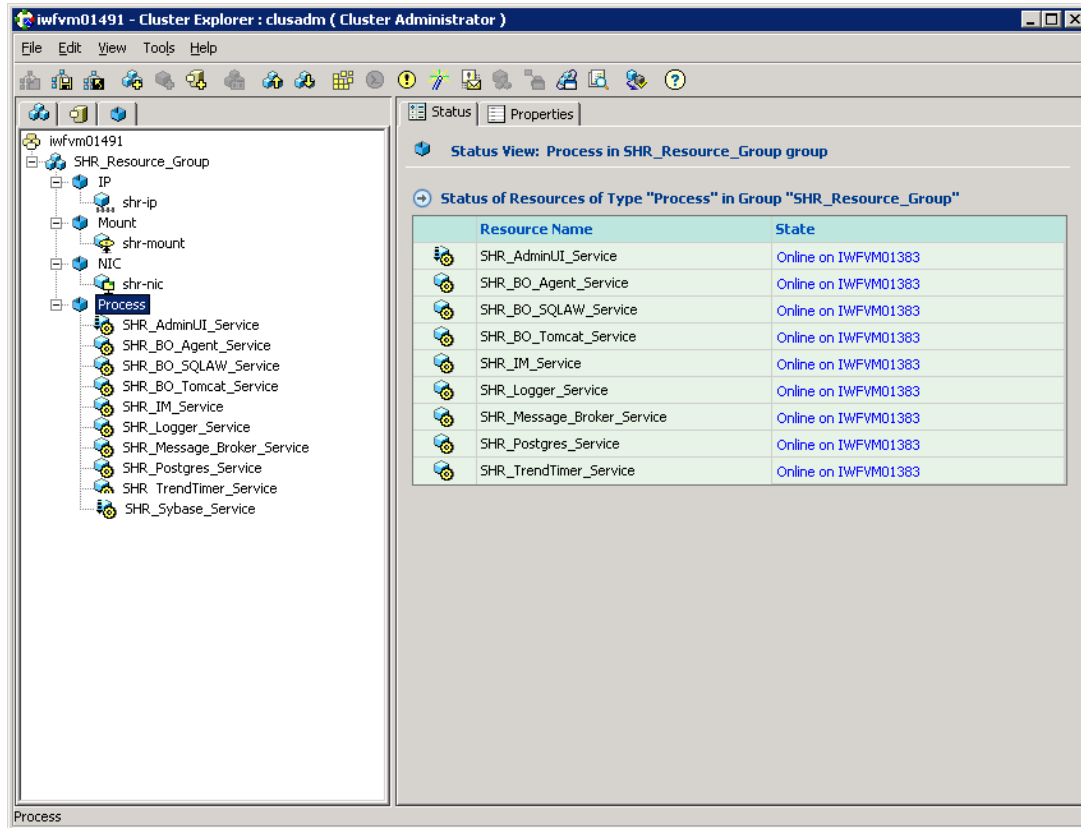 iwfvm01491 - Cluster Explorer : clusadm ( Cluster Administrator )
File Edit View Tools Help
Status Properties
iwfvm01491
SHR_Resource_Group
IP
shr-ip
Mount
shr-mount
NIC
shr-nic
Process
SHR_AdminUI_Service
SHR_BO_Agent_Service
SHR_BO_SQLAW_Service
SHR_BO_Tomcat_Service
SHR_IM_Service
SHR_Logger_Service
SHR_Message_Broker_Service
SHR_Postgres_Service
SHR TrendTimer_Service
SHR_Sybase_Service
Status View: Process in SHR_Resource_Group group
Status of Resources of Type "Process" in Group "SHR_Resource_Group"
Resource Name State
SHR_AdminUI_Service Online on IWFVM01383
SHR_BO_Agent_Service Online on IWFVM01383
SHR_BO_SQLAW_Service Online on IWFVM01383
SHR_BO_Tomcat_Service Online on IWFVM01383
SHR_IM_Service Online on IWFVM01383
SHR_Logger_Service Online on IWFVM01383
SHR_Message_Broker_Service Online on IWFVM01383
SHR_Postgres_Service Online on IWFVM01383
SHR_TrendTimer_Service Online on IWFVM01383
Process